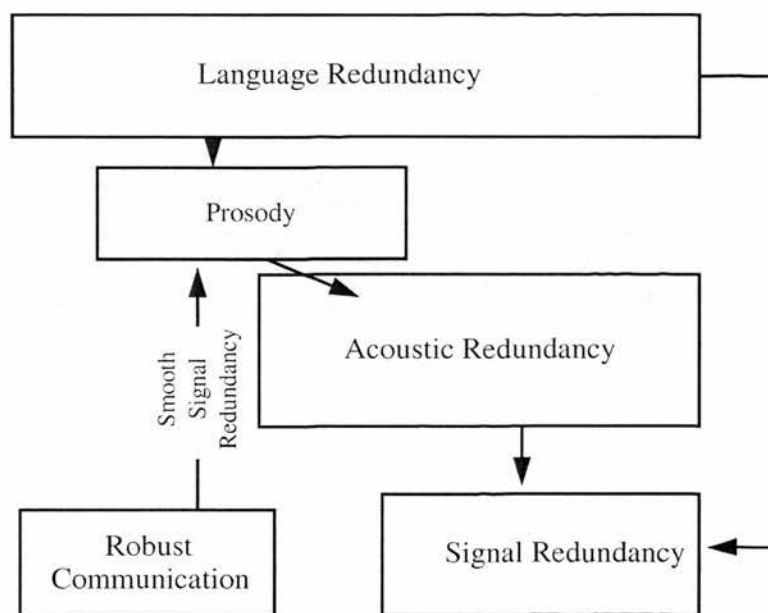 Language Redundancy
Prosody
Acoustic Redundancy
Smooth
Signal
Redundancy
Robust
Communication
Signal Redundancy